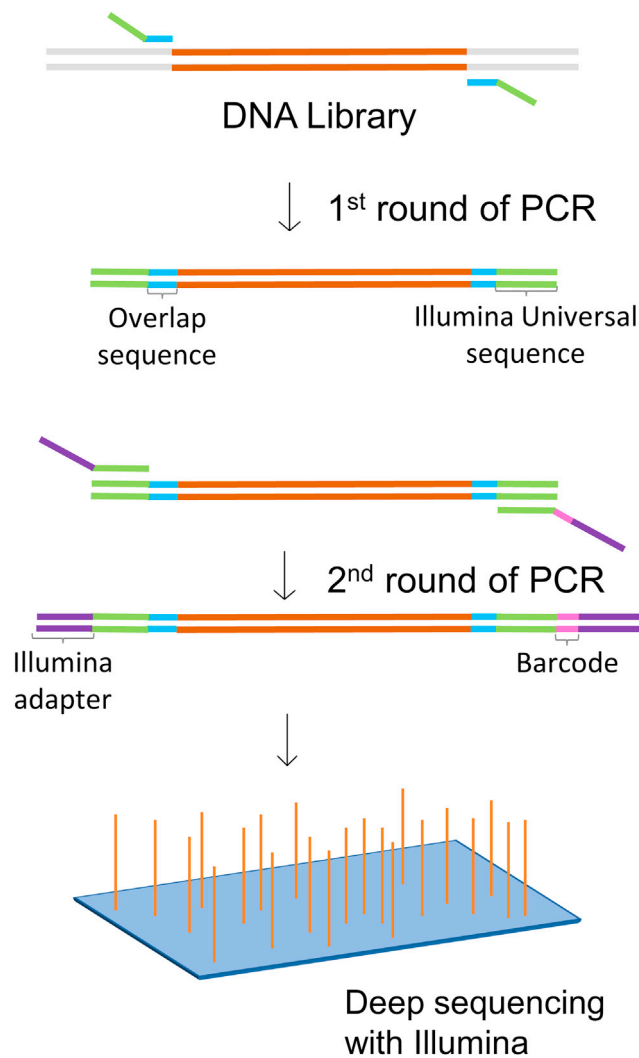 DNA Library
1st round of PCR
Overlap
sequence
Illumina Universal
sequence
2nd round of PCR
Illumina
adapter
Barcode
Deep sequencing
with Illumina